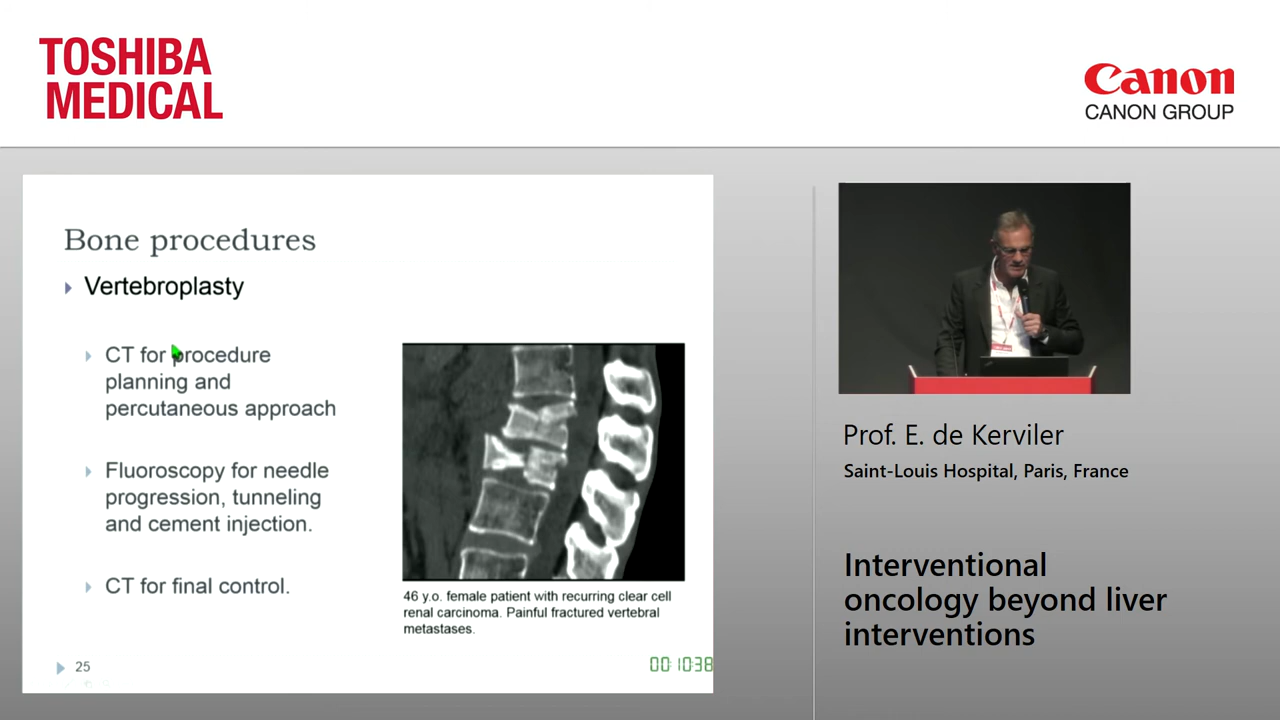 TOSHIBA
MEDICAL
Canon
CANON GROUP
Bone procedures
Vertebroplasty
CT for procedure
planning and
percutaneous approach
Fluoroscopy for needle
progression, tunneling
and cement injection.
CT for final control.
46 y.o. female patient with recurring clear cell
renal carcinoma. Painful fractured vertebral
metastases.
25
00:10:38
Prof. E. de Kerviler
Saint-Louis Hospital, Paris, France
Interventional
oncology beyond liver
interventions